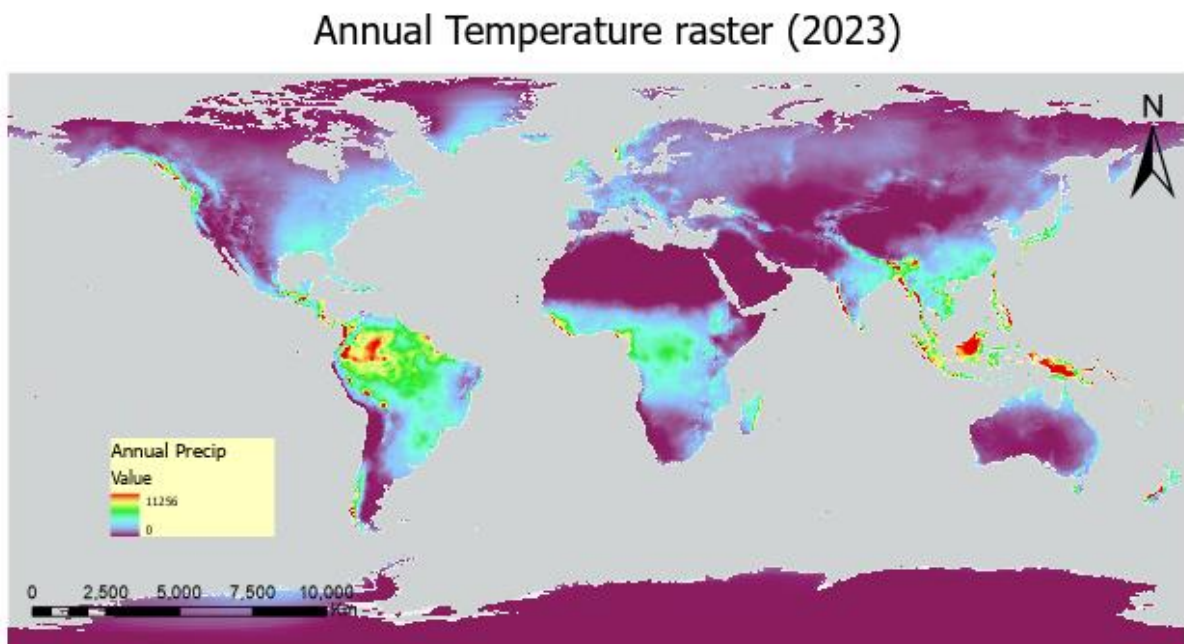 Annual Temperature raster (2023)
N
Annual Precip
Value
11256
0
0 2,500 5,000 7,500 10,000
Km